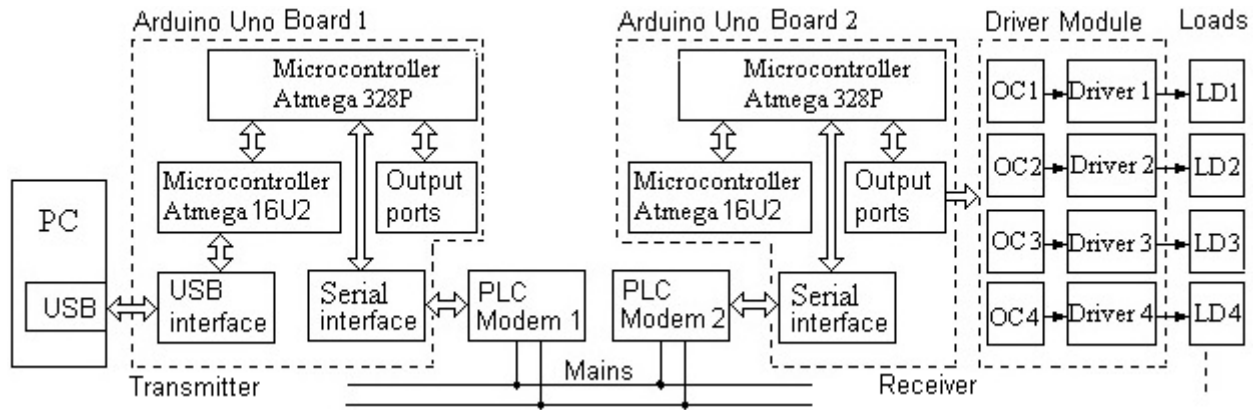 Arduino Uno Board 1
Arduino Uno Board 2
Driver Module
Loads
Microcontroller
Atmega 328P
Microcontroller
Atmega 328P
OC1
Driver 1
LD1
Microcontroller
Atmega 16U2
Output
ports
Microcontroller
Atmega 16U2
Output
ports
OC2
Driver 2
LD2
PC
USB
USB
interface
Serial
interface
PLC
Modem 1
PLC
Modem 2
Serial
interface
OC3
Driver 3
LD3
OC4
Driver 4
LD4
Transmitter
Mains
Receiver